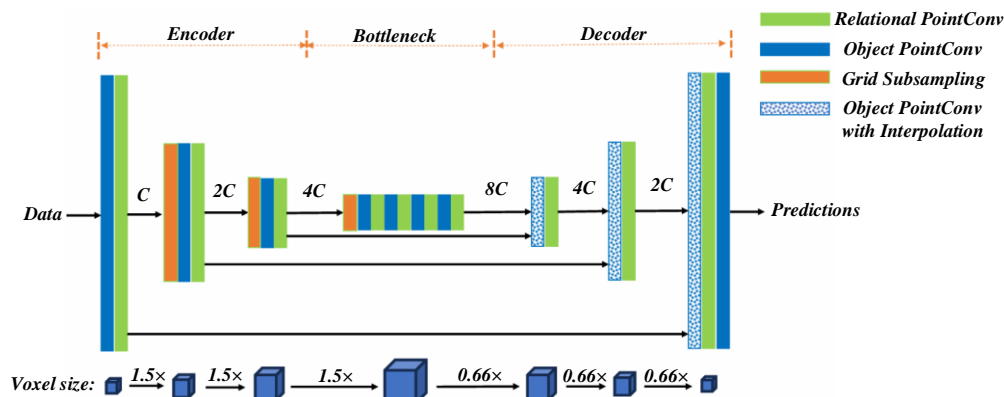 Encoder
Bottleneck
Decoder
Relational PointConv
Object PointConv
Grid Subsampling
Object PointConv
with Interpolation
Data
C
2C
4C
8C
4C
2C
Predictions
Voxel size:
1.5×
1.5×
1.5×
0.66×
0.66×
0.66×